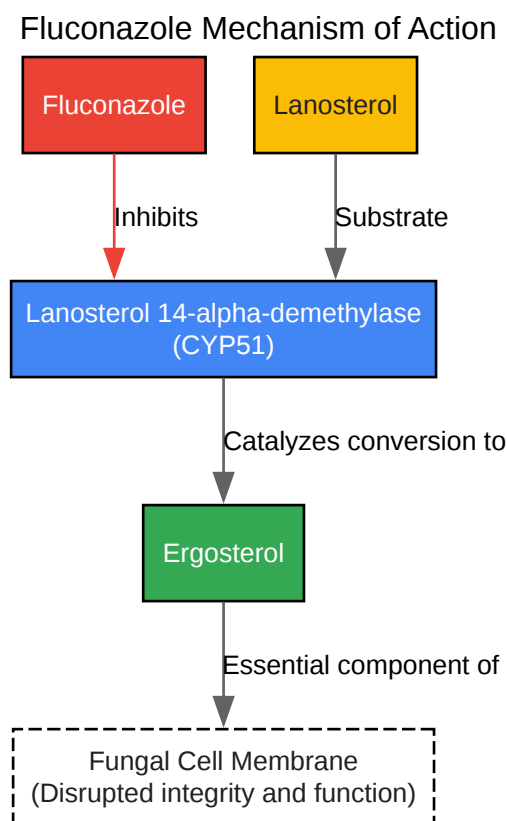 Fluconazole Mechanism of Action
Fluconazole
Lanosterol
Inhibits
Substrate
Lanosterol 14-alpha-demethylase
(CYP51)
Catalyzes conversion to
Ergosterol
Essential component of
Fungal Cell Membrane
(Disrupted integrity and function)